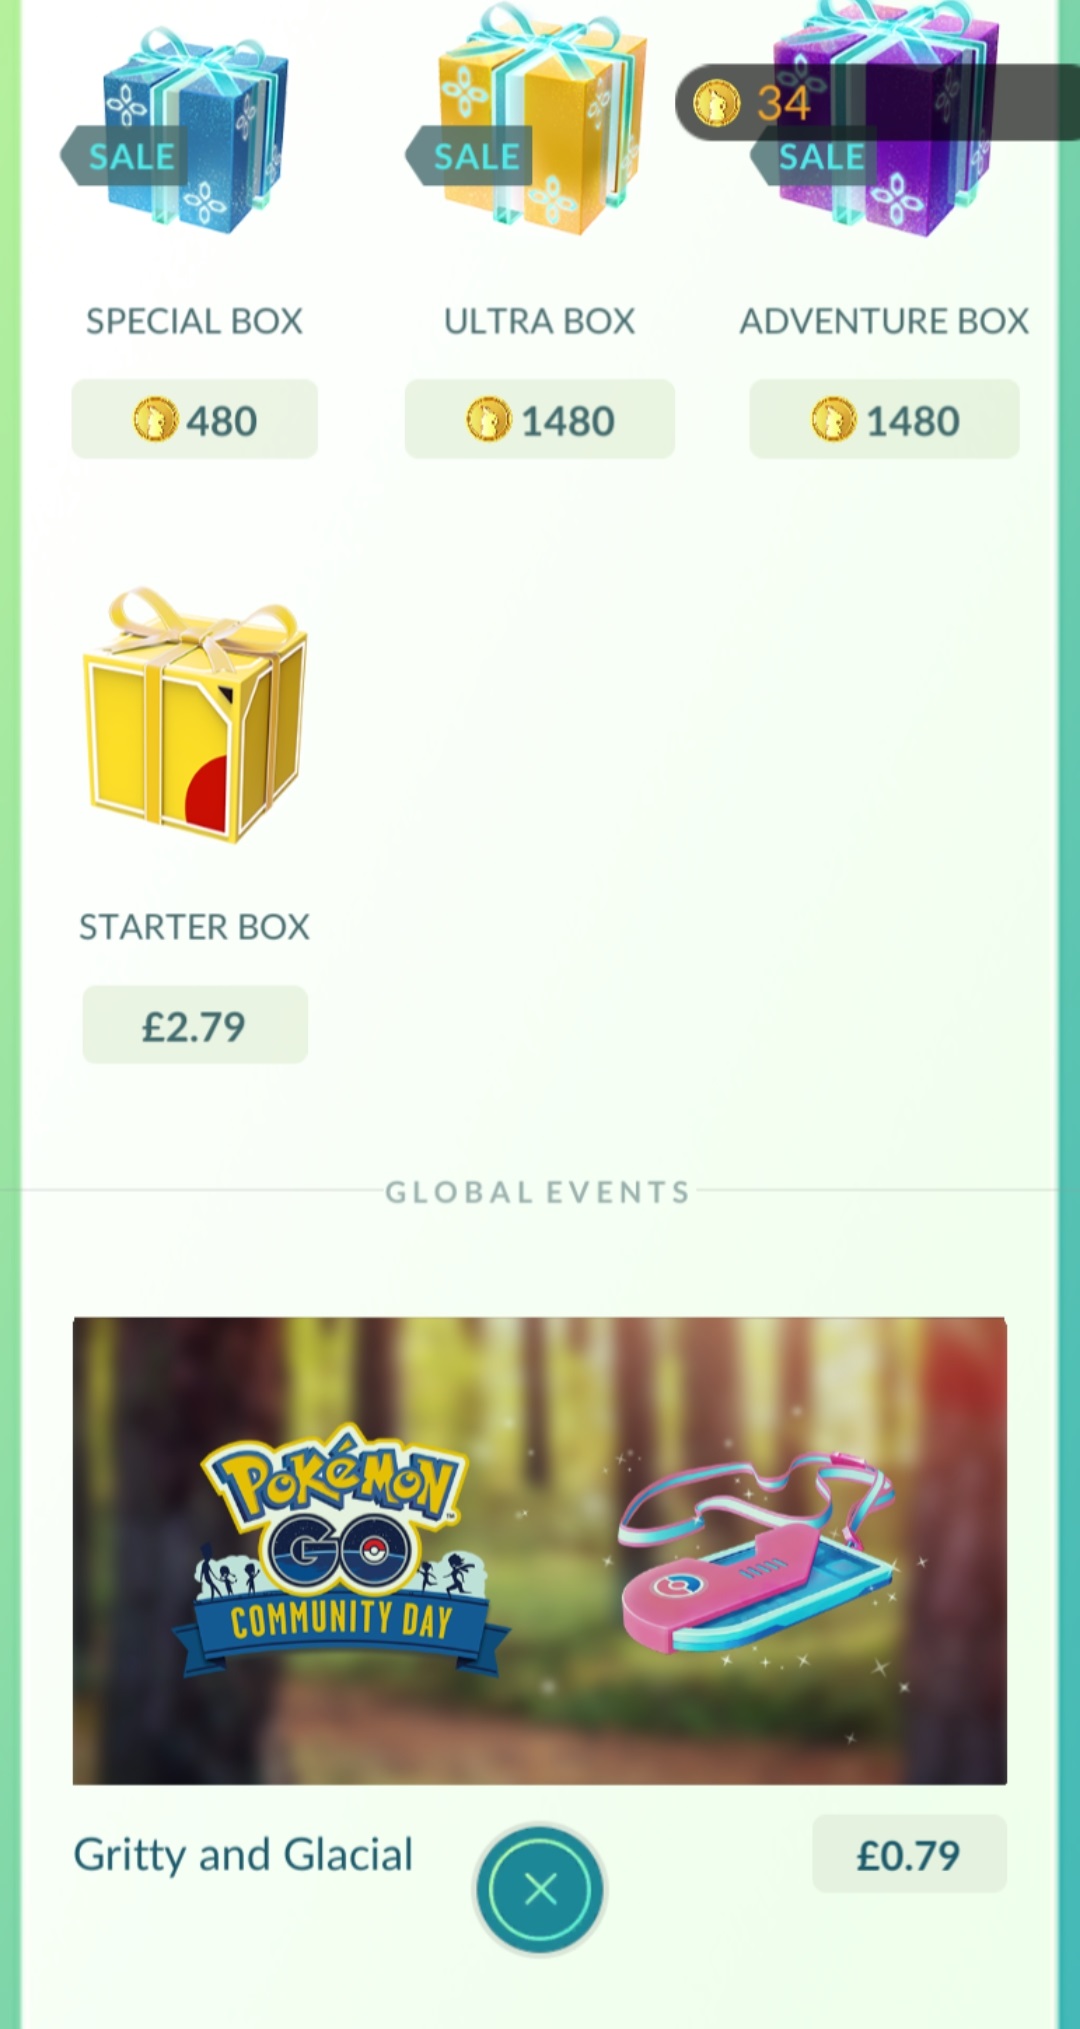 34
SALE
SALE
SALE
SPECIAL BOX
ULTRA BOX
ADVENTURE BOX
480
1480
1480
STARTER BOX
£2.79
GLOBAL EVENTS
POKéMON
™
GO
COMMUNITY DAY
Gritty and Glacial
£0.79